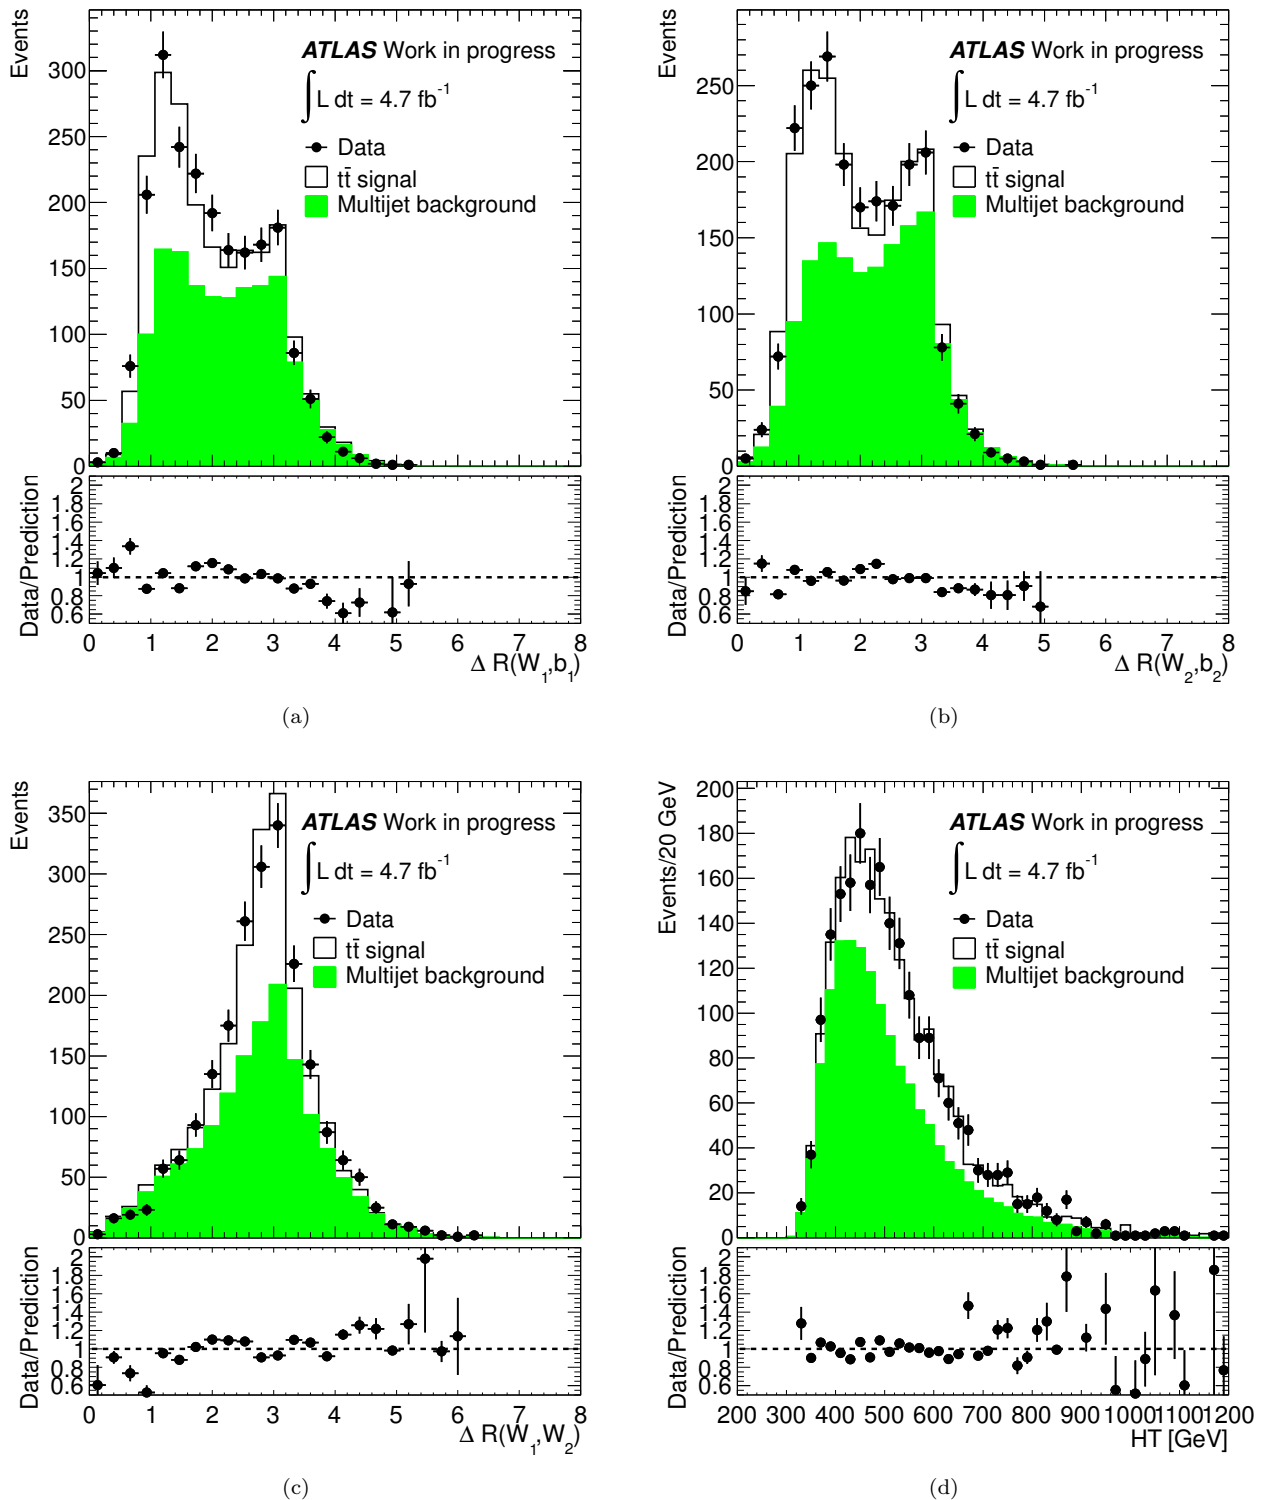 Events
ATLAS Work in progress
∫ L dt = 4.7 fb⁻¹
Data
tt̄ signal
Multijet background
300
250
200
150
100
50
0
Data/Prediction
2
1.8
1.6
1.4
1.2
1
0.8
0.6
0 1 2 3 4 5 6 7 8
Δ R(W₁,b₁)
(a)
Events
ATLAS Work in progress
∫ L dt = 4.7 fb⁻¹
Data
tt̄ signal
Multijet background
250
200
150
100
50
0
Data/Prediction
2
1.8
1.6
1.4
1.2
1
0.8
0.6
0 1 2 3 4 5 6 7 8
Δ R(W₂,b₂)
(b)
Events
ATLAS Work in progress
∫ L dt = 4.7 fb⁻¹
Data
tt̄ signal
Multijet background
350
300
250
200
150
100
50
0
Data/Prediction
2
1.8
1.6
1.4
1.2
1
0.8
0.6
0 1 2 3 4 5 6 7 8
Δ R(W₁,W₂)
(c)
Events/20 GeV
ATLAS Work in progress
∫ L dt = 4.7 fb⁻¹
Data
tt̄ signal
Multijet background
200
180
160
140
120
100
80
60
40
20
0
Data/Prediction
2
1.8
1.6
1.4
1.2
1
0.8
0.6
200 300 400 500 600 700 800 900 1000 1100 1200
HT [GeV]
(d)